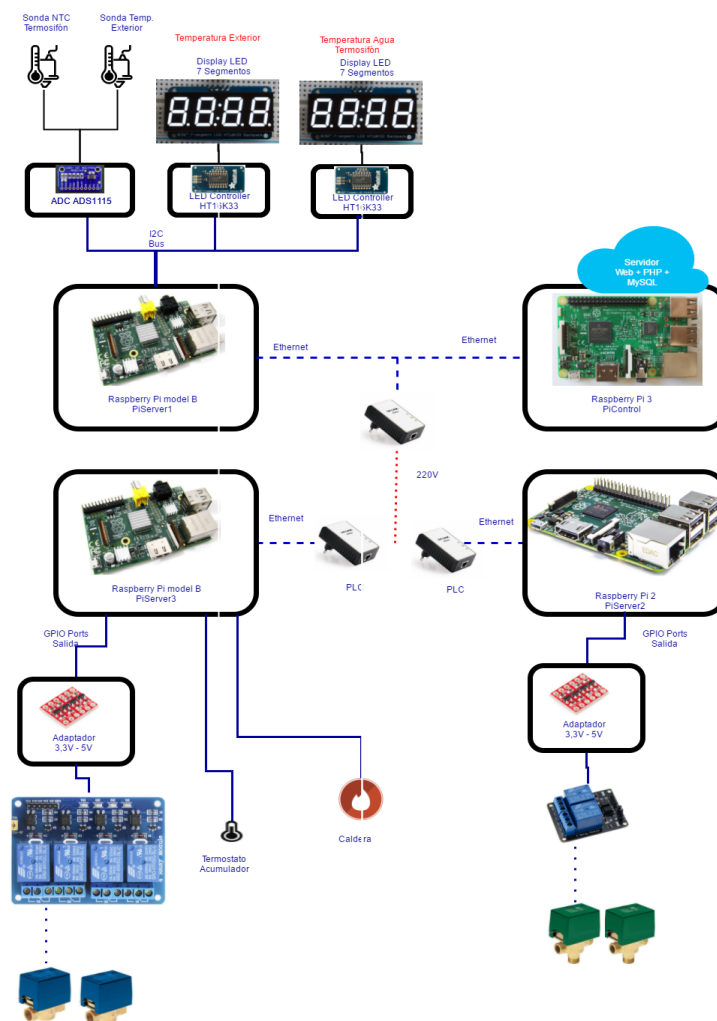 Sonda NTC
Termosifón
Sonda Temp.
Exterior
Temperatura Exterior
Temperatura Agua
Termosifón
Display LED
7 Segmentos
Display LED
7 Segmentos
ADC ADS1115
LED Controller
HT16K33
LED Controller
HT16K33
I2C
Bus
Servidor
Web + PHP +
MySQL
Ethernet
Ethernet
Raspberry Pi model B
PiServer1
Raspberry Pi 3
PiControl
220V
Ethernet
Ethernet
PLC
PLC
Raspberry Pi model B
PiServer3
Raspberry Pi 2
PiServer2
GPIO Ports
Salida
GPIO Ports
Salida
Adaptador
3,3V - 5V
Adaptador
3,3V - 5V
Caldera
Termostato
Acumulador